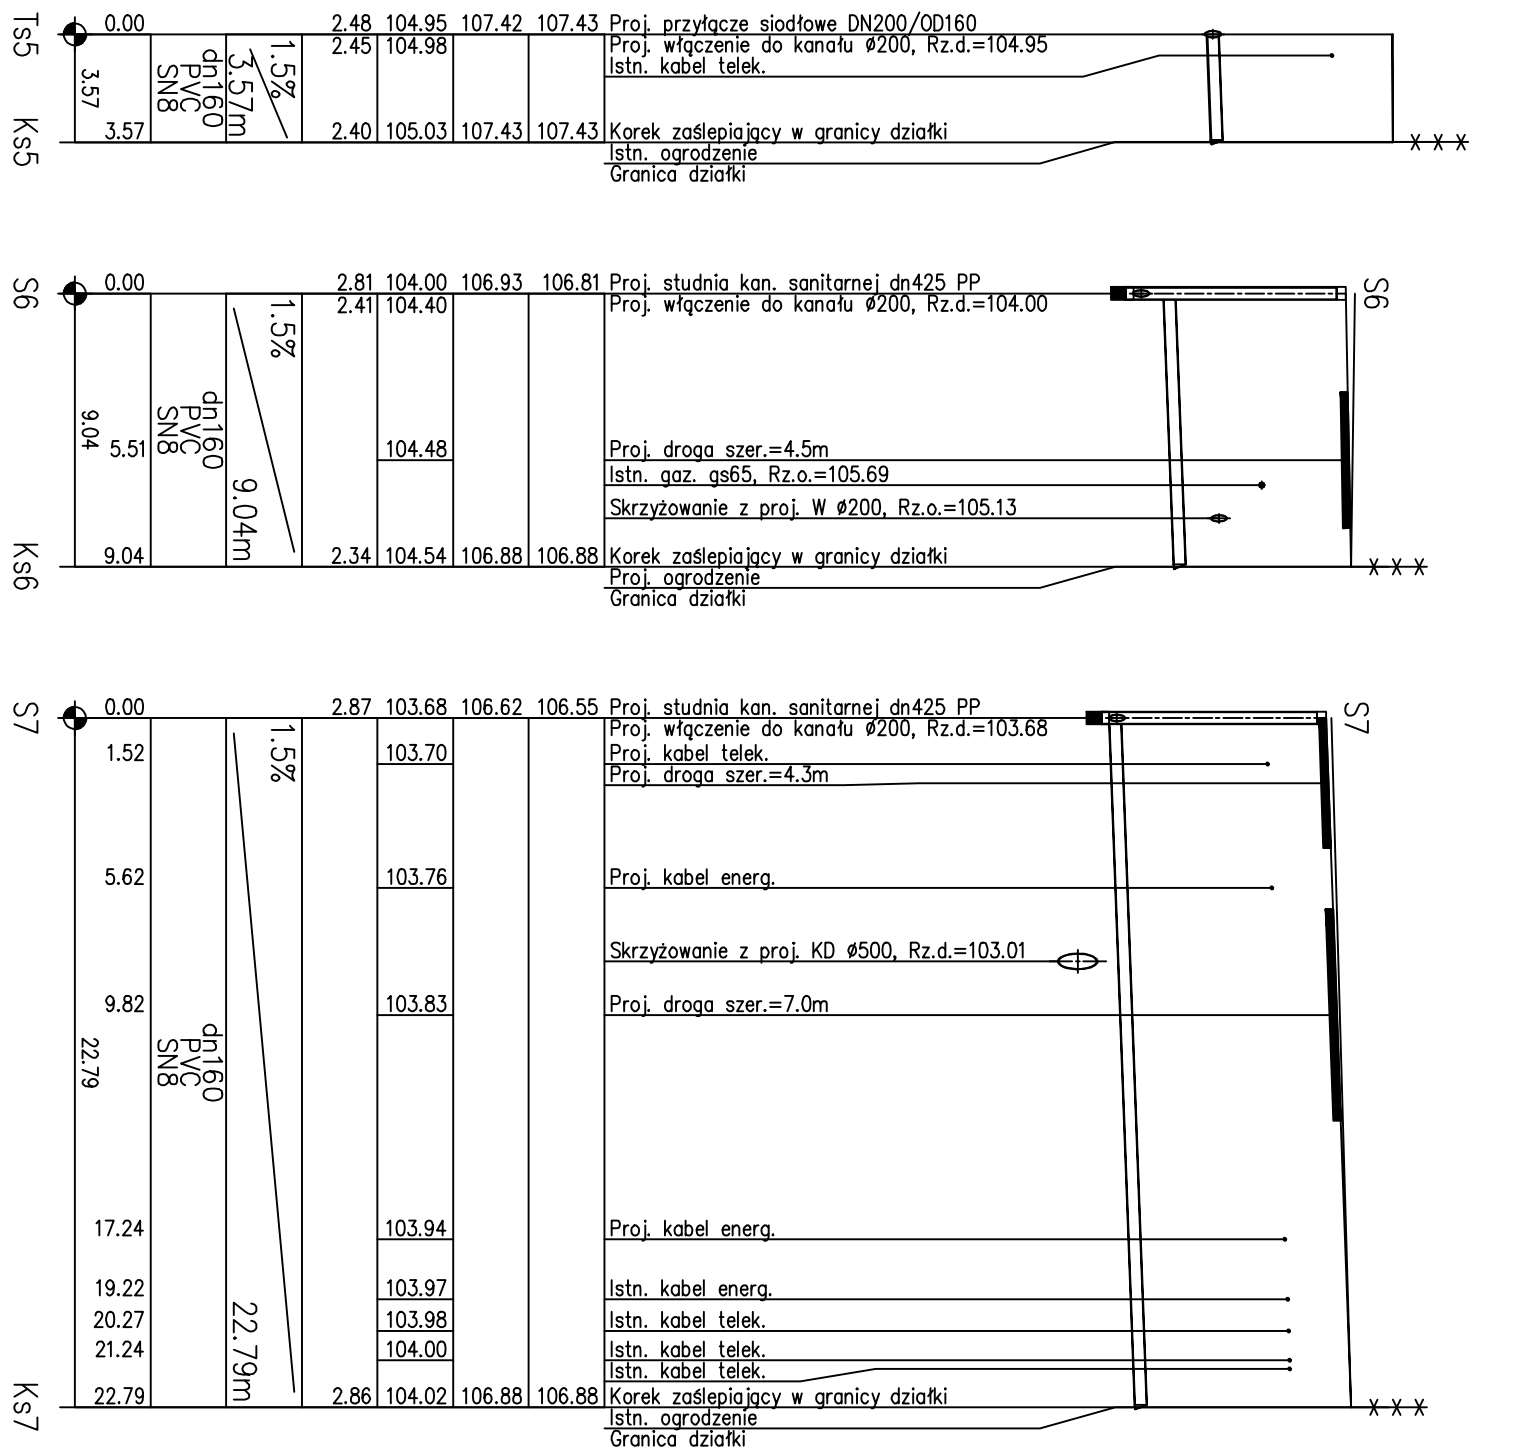 Ts5
0.00 2.48 104.95 107.42 107.43 Proj. przyłącze siodłowe DN200/OD160
2.45 104.98 Proj. włączenie do kanału ø200, Rz.d.=104.95
Istn. kabel telek.
3.57
dn160
PVC
SN8
1.5%
3.57m
Ks5
3.57 2.40 105.03 107.43 107.43 Korek zaślepiający w granicy działki
Istn. ogrodzenie
Granica działki
S6
0.00 2.81 104.00 106.93 106.81 Proj. studnia kan. sanitarnej dn425 PP
2.41 104.40 Proj. włączenie do kanału ø200, Rz.d.=104.00
S6
1.5%
9.04
dn160
PVC
SN8
5.51 104.48 Proj. droga szer.=4.5m
Istn. gaz. gs65, Rz.o.=105.69
Skrzyżowanie z proj. W ø200, Rz.o.=105.13
9.04m
Ks6
9.04 2.34 104.54 106.88 106.88 Korek zaślepiający w granicy działki
Proj. ogrodzenie
Granica działki
S7
0.00 2.87 103.68 106.62 106.55 Proj. studnia kan. sanitarnej dn425 PP
Proj. włączenie do kanału ø200, Rz.d.=103.68
S7
1.5%
1.52 103.70 Proj. kabel telek.
Proj. droga szer.=4.3m
5.62 103.76 Proj. kabel energ.
Skrzyżowanie z proj. KD ø500, Rz.d.=103.01
9.82 103.83 Proj. droga szer.=7.0m
22.79
dn160
PVC
SN8
17.24 103.94 Proj. kabel energ.
19.22 103.97 Istn. kabel energ.
20.27 103.98 Istn. kabel telek.
21.24 104.00 Istn. kabel telek.
Istn. kabel telek.
22.79m
Ks7
22.79 2.86 104.02 106.88 106.88 Korek zaślepiający w granicy działki
Istn. ogrodzenie
Granica działki